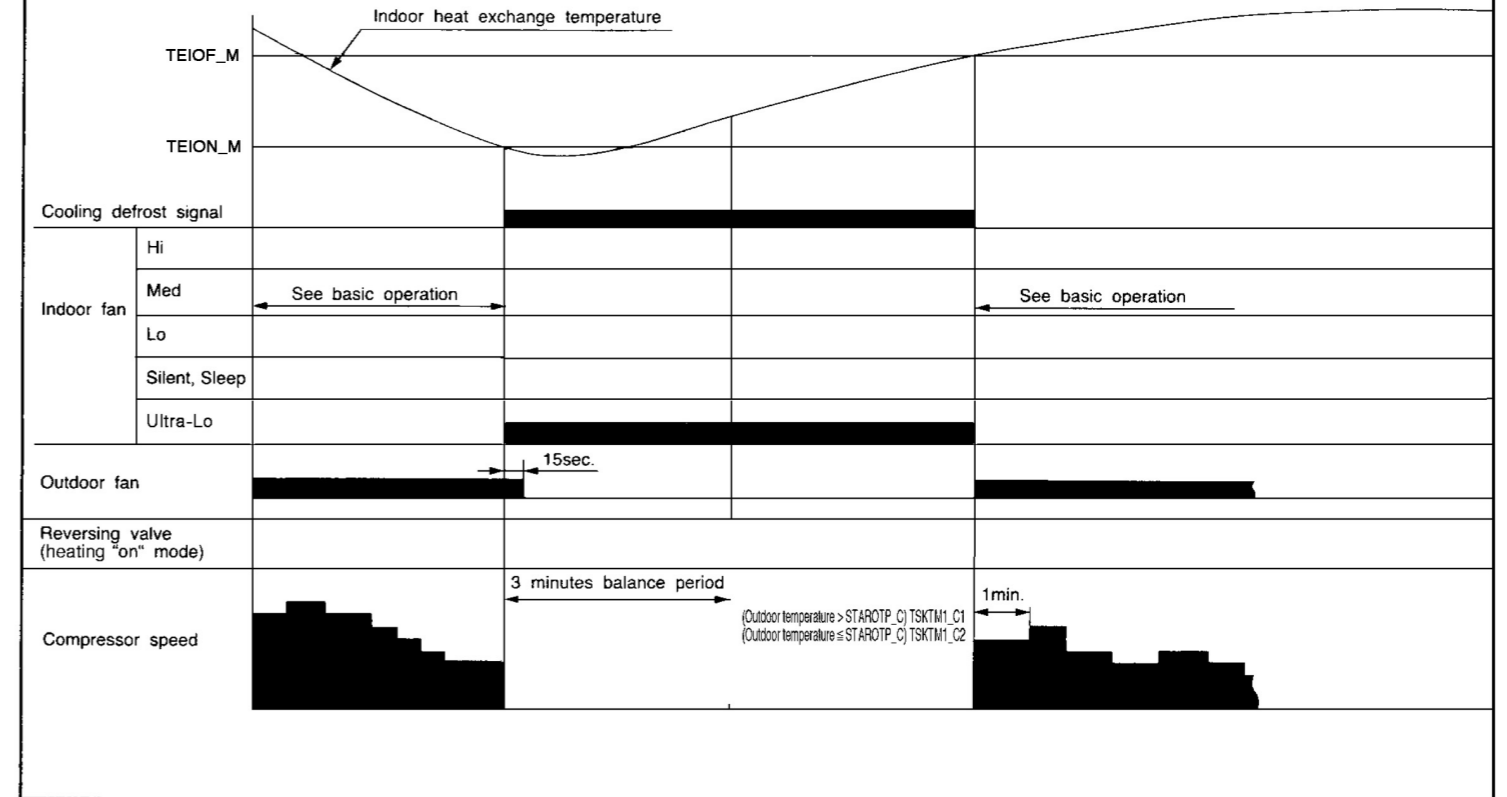 Indoor heat exchange temperature
TEIOF_M
TEION_M
Cooling defrost signal
Indoor fan
Hi
Med
See basic operation
See basic operation
Lo
Silent, Sleep
Ultra-Lo
Outdoor fan
15sec.
Reversing valve
(heating "on" mode)
Compressor speed
3 minutes balance period
(Outdoor temperature > STAROTP_C) TSKTM1_C1
(Outdoor temperature ≤ STAROTP_C) TSKTM1_C2
1min.